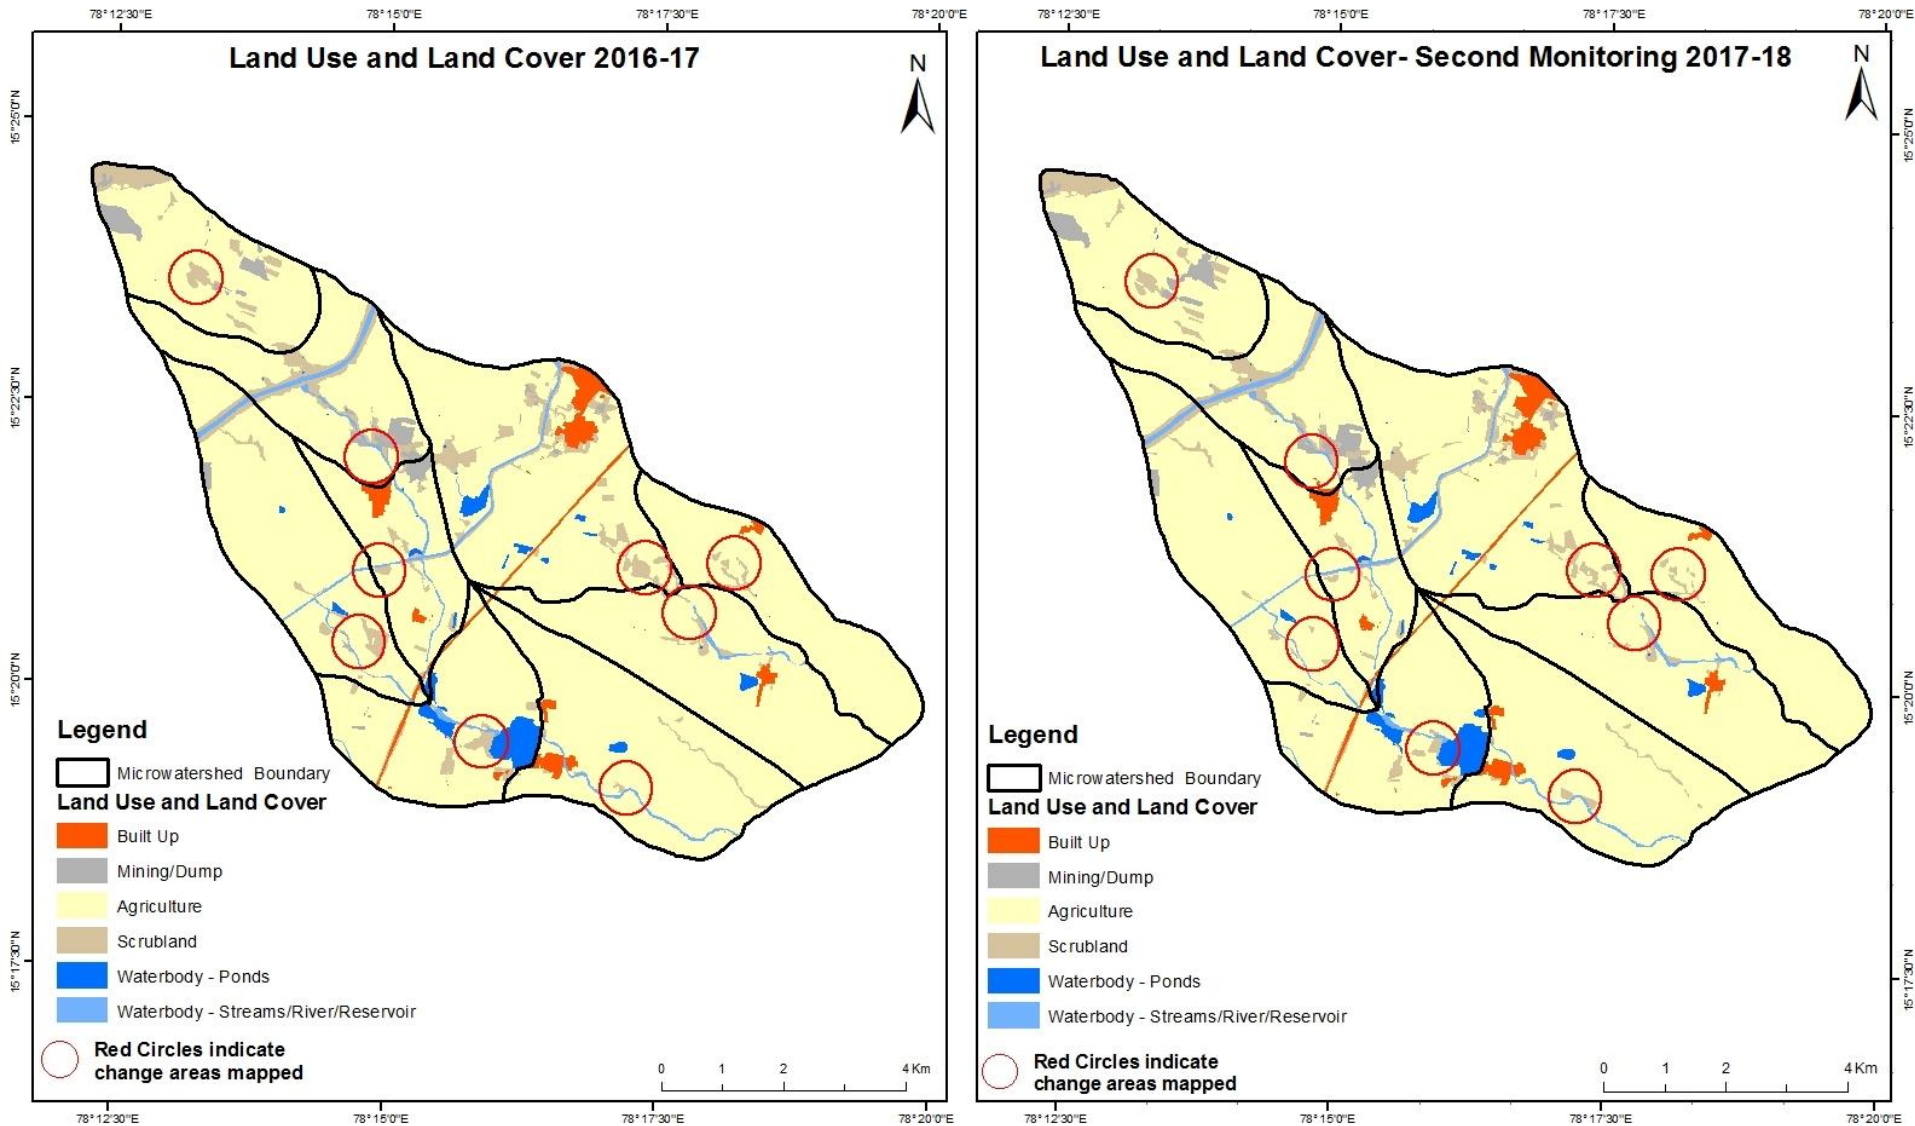 78°12'30"E 78°15'0"E 78°17'30"E 78°20'0"E
Land Use and Land Cover 2016-17
N
15°25'0"N
15°22'30"N
15°20'0"N
15°17'30"N
Legend
Microwatershed Boundary
Land Use and Land Cover
Built Up
Mining/Dump
Agriculture
Scrubland
Waterbody - Ponds
Waterbody - Streams/River/Reservoir
Red Circles indicate
change areas mapped
0 1 2 4 Km
78°12'30"E 78°15'0"E 78°17'30"E 78°20'0"E
78°12'30"E 78°15'0"E 78°17'30"E 78°20'0"E
Land Use and Land Cover- Second Monitoring 2017-18
N
15°25'0"N
15°22'30"N
15°20'0"N
15°17'30"N
Legend
Microwatershed Boundary
Land Use and Land Cover
Built Up
Mining/Dump
Agriculture
Scrubland
Waterbody - Ponds
Waterbody - Streams/River/Reservoir
Red Circles indicate
change areas mapped
0 1 2 4 Km
78°12'30"E 78°15'0"E 78°17'30"E 78°20'0"E